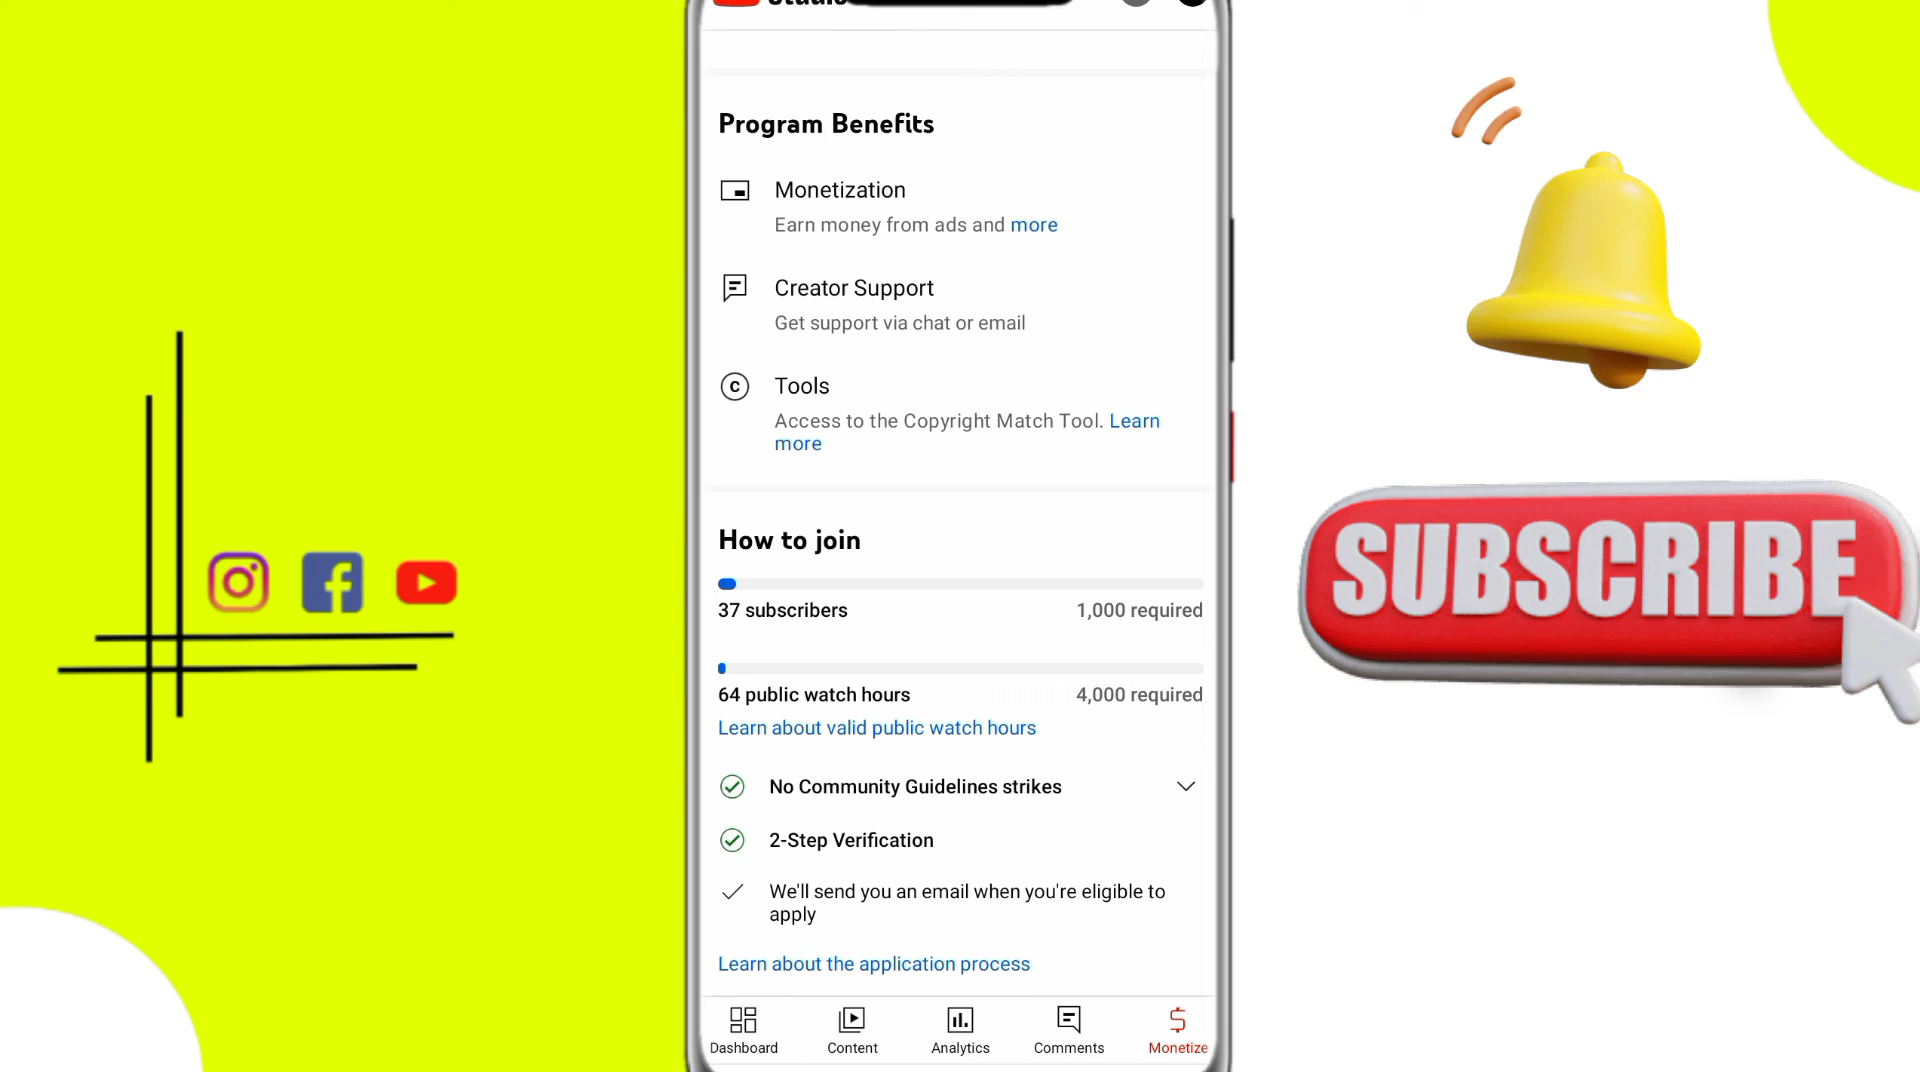 Studio
Program Benefits
Monetization
Earn money from ads and more
Creator Support
Get support via chat or email
Tools
Access to the Copyright Match Tool. Learn
more
How to join
37 subscribers 1,000 required
64 public watch hours 4,000 required
Learn about valid public watch hours
No Community Guidelines strikes
2-Step Verification
We'll send you an email when you're eligible to
apply
Learn about the application process
Dashboard Content Analytics Comments Monetize
SUBSCRIBE